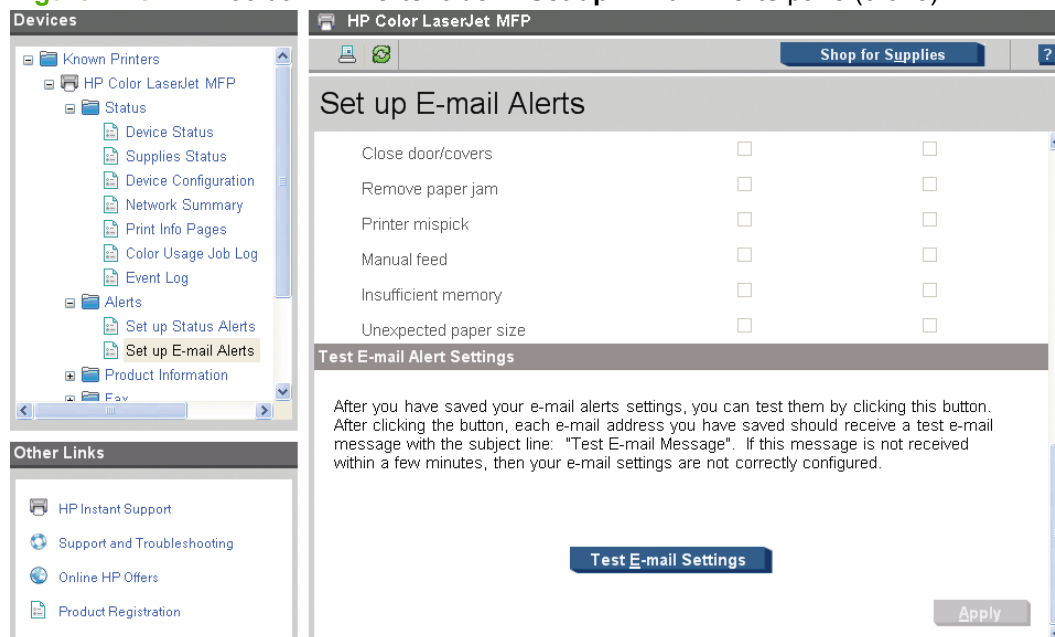 Devices
Known Printers
HP Color LaserJet MFP
Status
Device Status
Supplies Status
Device Configuration
Network Summary
Print Info Pages
Color Usage Job Log
Event Log
Alerts
Set up Status Alerts
Set up E-mail Alerts
Product Information
Fax
Other Links
HP Instant Support
Support and Troubleshooting
Online HP Offers
Product Registration
HP Color LaserJet MFP
Shop for Supplies
?
Set up E-mail Alerts
Close door/covers
Remove paper jam
Printer mispick
Manual feed
Insufficient memory
Unexpected paper size
Test E-mail Alert Settings
After you have saved your e-mail alerts settings, you can test them by clicking this button.
After clicking the button, each e-mail address you have saved should receive a test e-mail
message with the subject line: "Test E-mail Message". If this message is not received
within a few minutes, then your e-mail settings are not correctly configured.
Test E-mail Settings
Apply